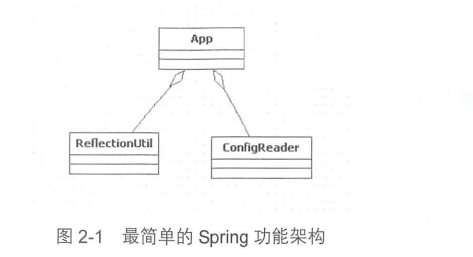 App
ReflectionUtil
ConfigReader
图 2-1 最简单的 Spring 功能架构